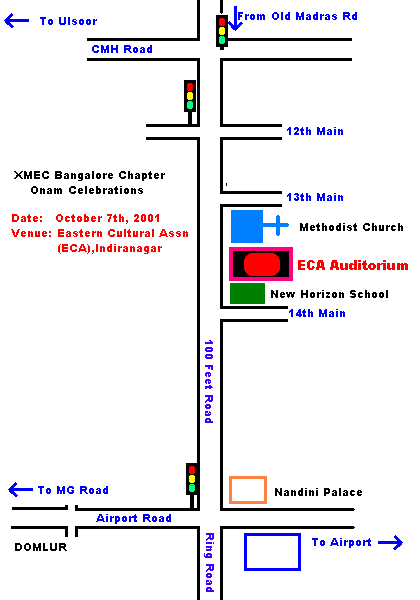 To Ulsoor
From Old Madras Rd
CMH Road
12th Main
XMEC Bangalore Chapter
Onam Celebrations
13th Main
Date: October 7th, 2001
Venue: Eastern Cultural Assn
(ECA),Indiranagar
Methodist Church
ECA Auditorium
New Horizon School
14th Main
100 Feet Road
To MG Road
Nandini Palace
Airport Road
Ring Road
To Airport
DOMLUR